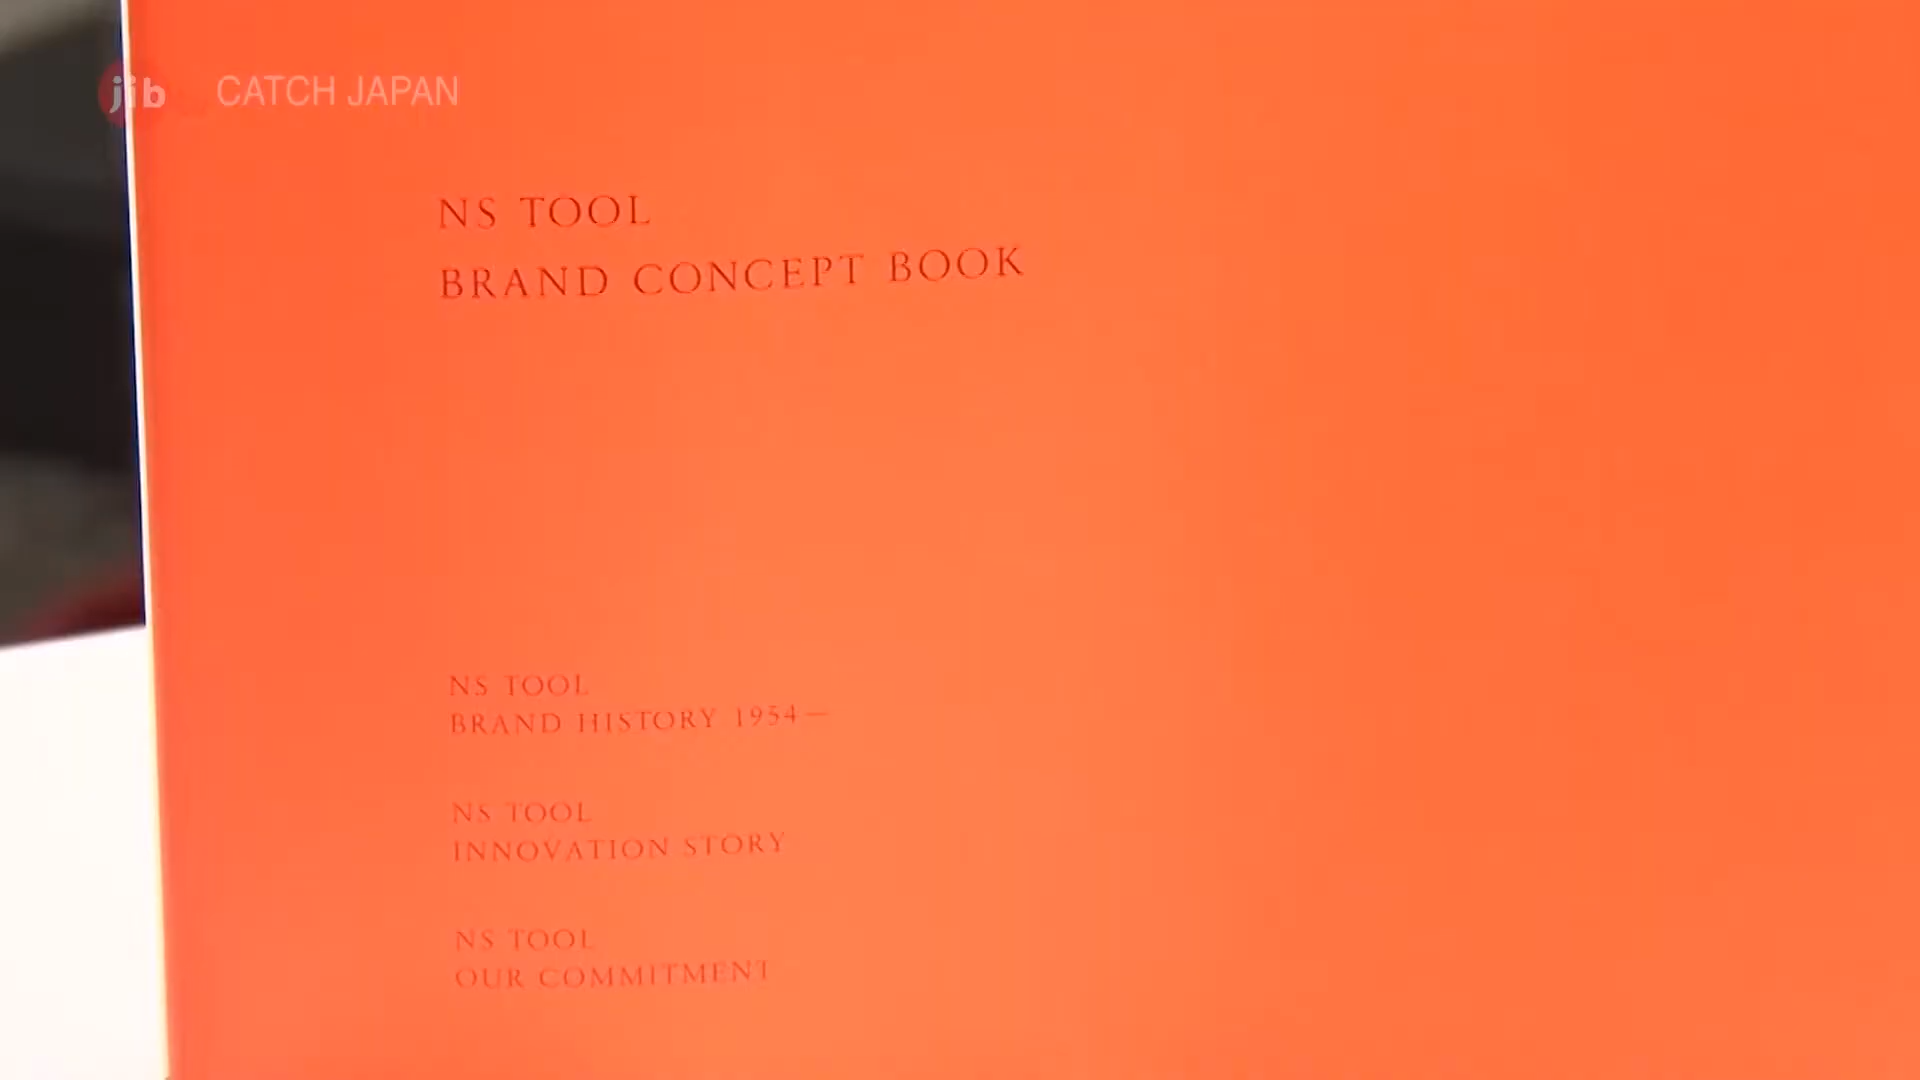 jib CATCH JAPAN
NS TOOL
BRAND CONCEPT BOOK
NS TOOL
BRAND HISTORY 1954—
NS TOOL
INNOVATION STORY
NS TOOL
OUR COMMITMENT